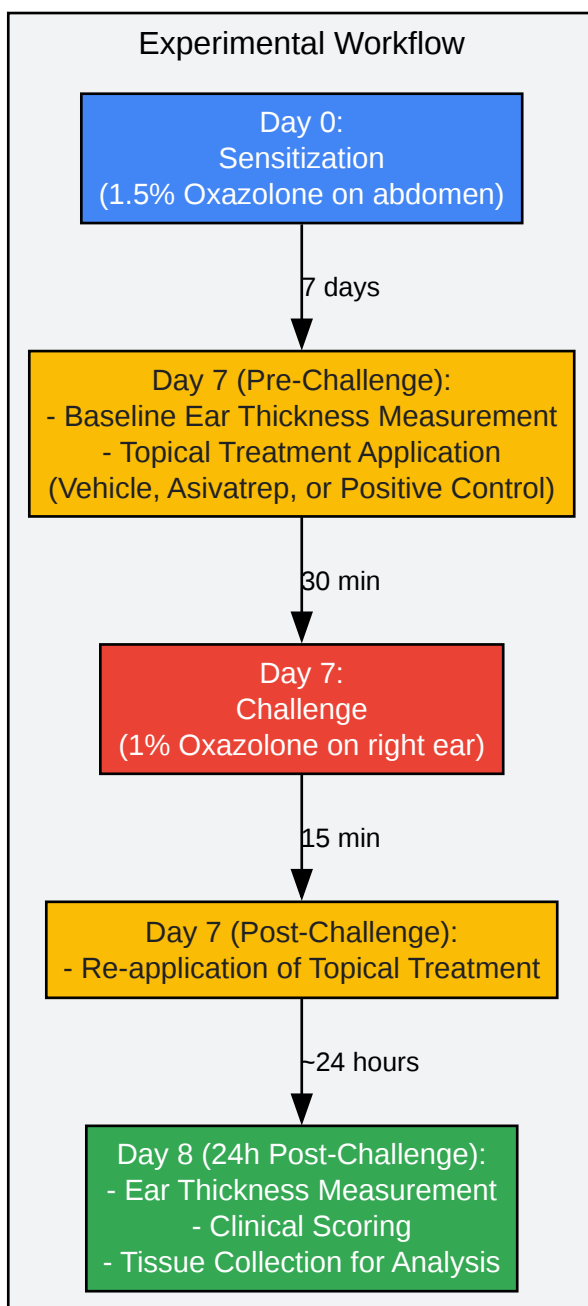 Experimental Workflow
Day 0:
Sensitization
(1.5% Oxazolone on abdomen)
7 days
Day 7 (Pre-Challenge):
- Baseline Ear Thickness Measurement
- Topical Treatment Application
(Vehicle, Asivatrep, or Positive Control)
30 min
Day 7:
Challenge
(1% Oxazolone on right ear)
15 min
Day 7 (Post-Challenge):
- Re-application of Topical Treatment
~24 hours
Day 8 (24h Post-Challenge):
- Ear Thickness Measurement
- Clinical Scoring
- Tissue Collection for Analysis